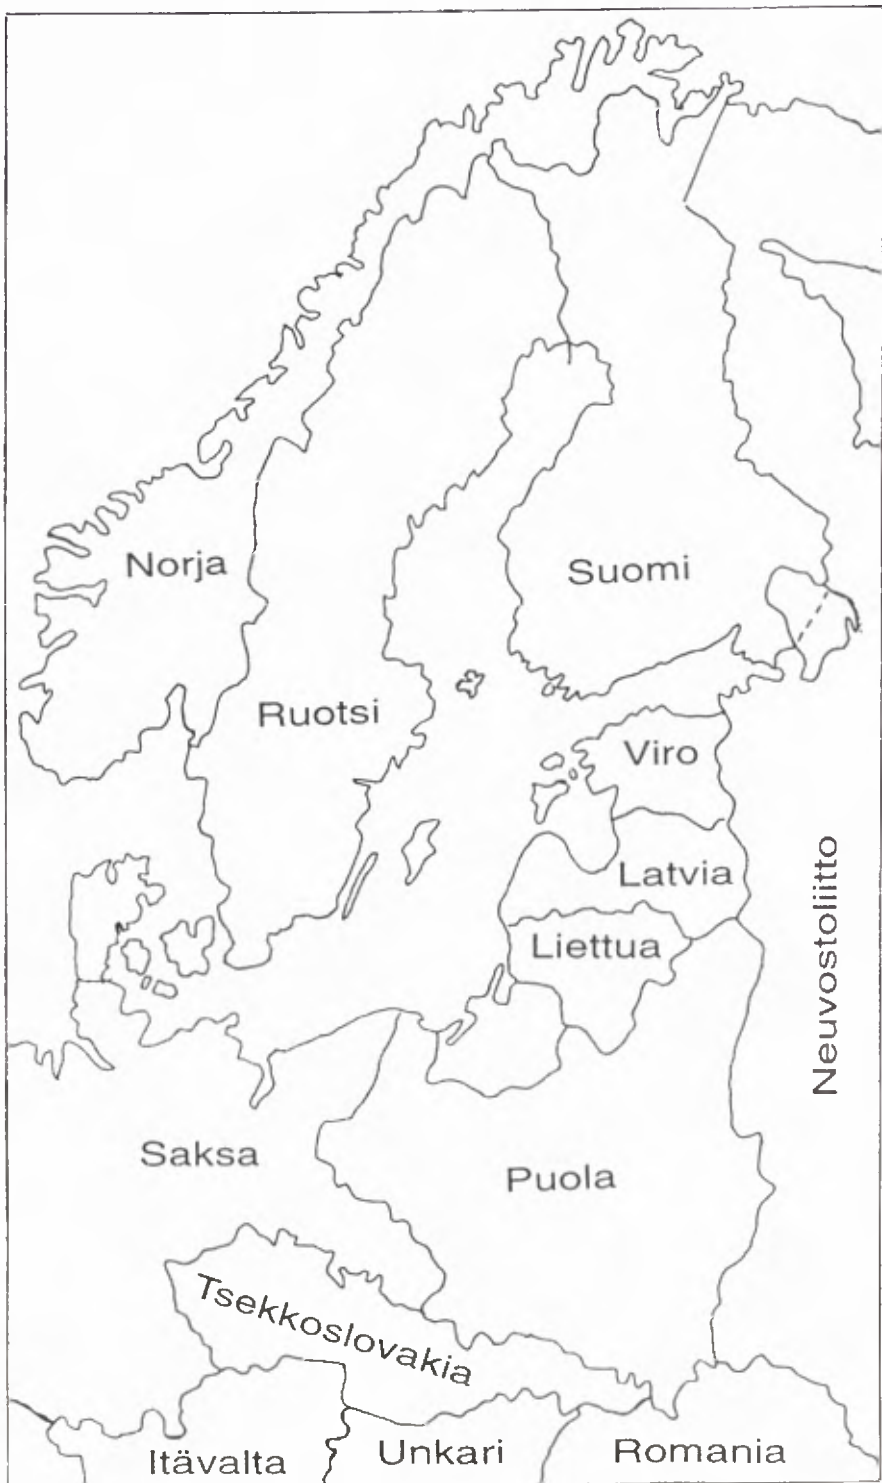 Norja
Suomi
Ruotsi
Viro
Latvia
Liettua
Neuvostoliitto
Saksa
Puola
Tsekkoslovakia
Itävalta
Unkari
Romania